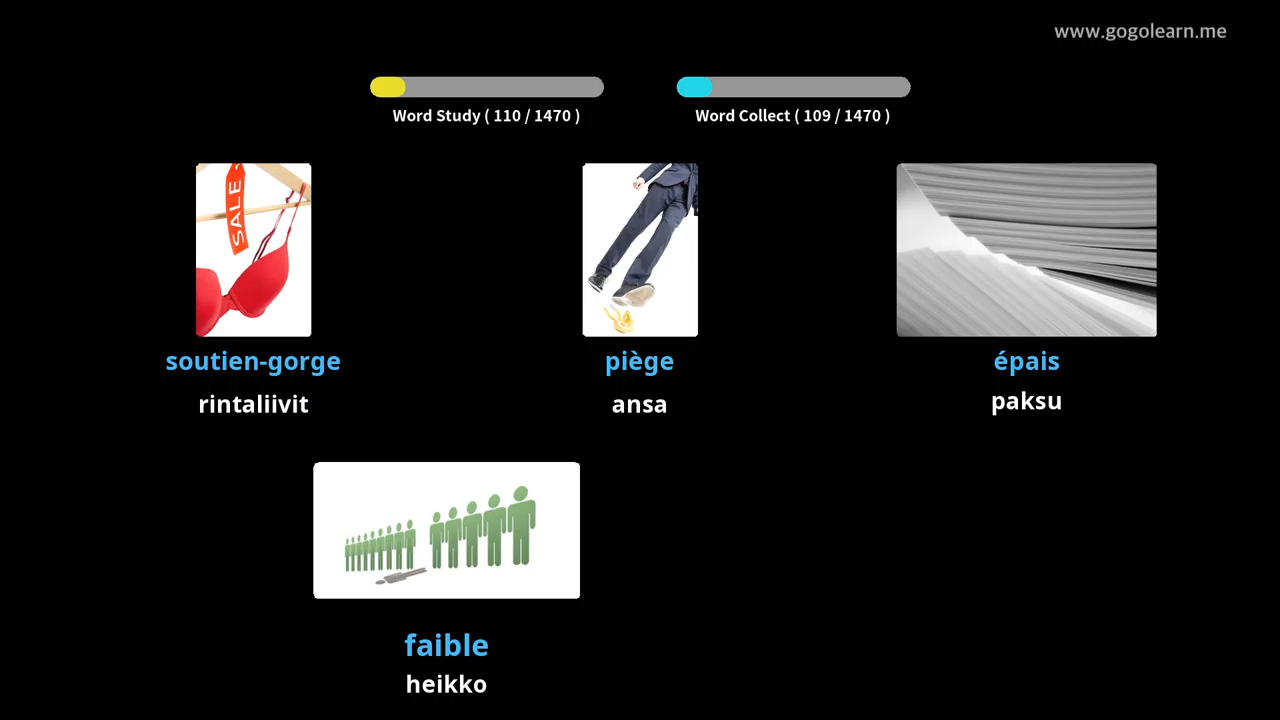 www.gogolearn.me
Word Study ( 110 / 1470 )
Word Collect ( 109 / 1470 )
SALE
soutien-gorge
rintaliivit
piège
ansa
épais
paksu
faible
heikko